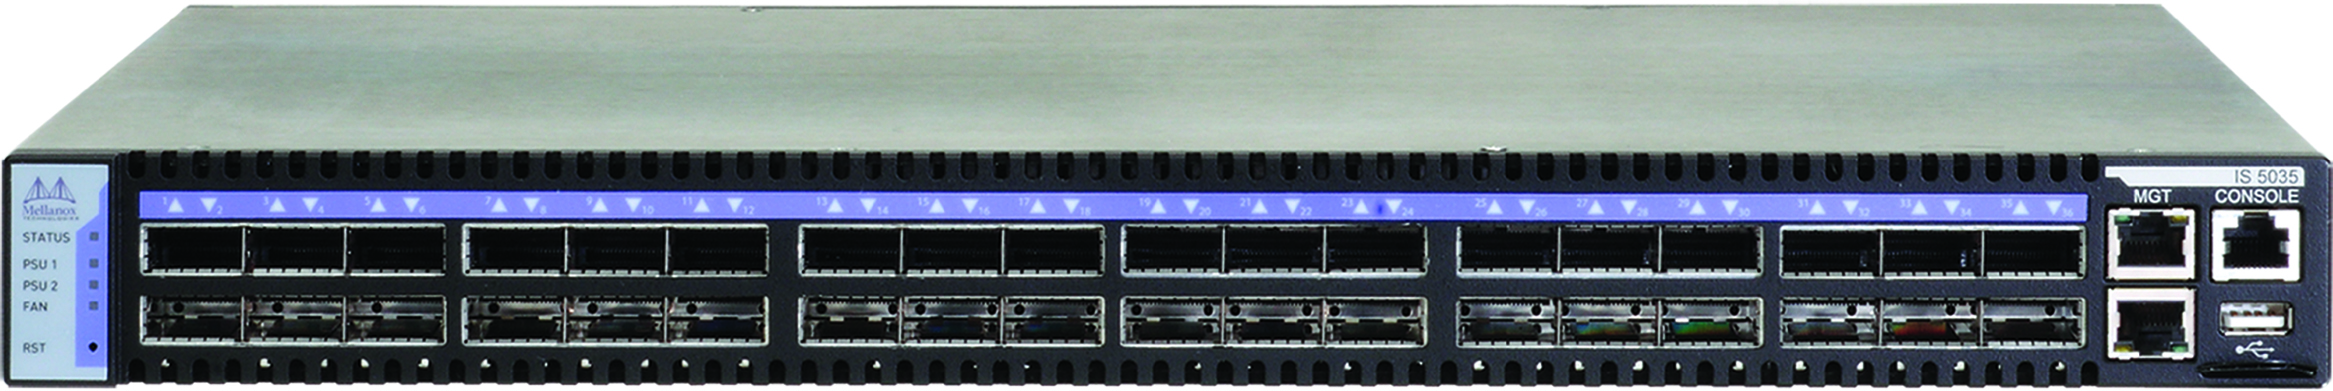 Mellanox
TECHNOLOGIES
STATUS
PSU 1
PSU 2
FAN
RST
1 2 3 4 5 6 7 8 9 10 11 12 13 14 15 16 17 18 19 20 21 22 23 24 25 26 27 28 29 30 31 32 33 34 35 36
IS 5035
MGT CONSOLE